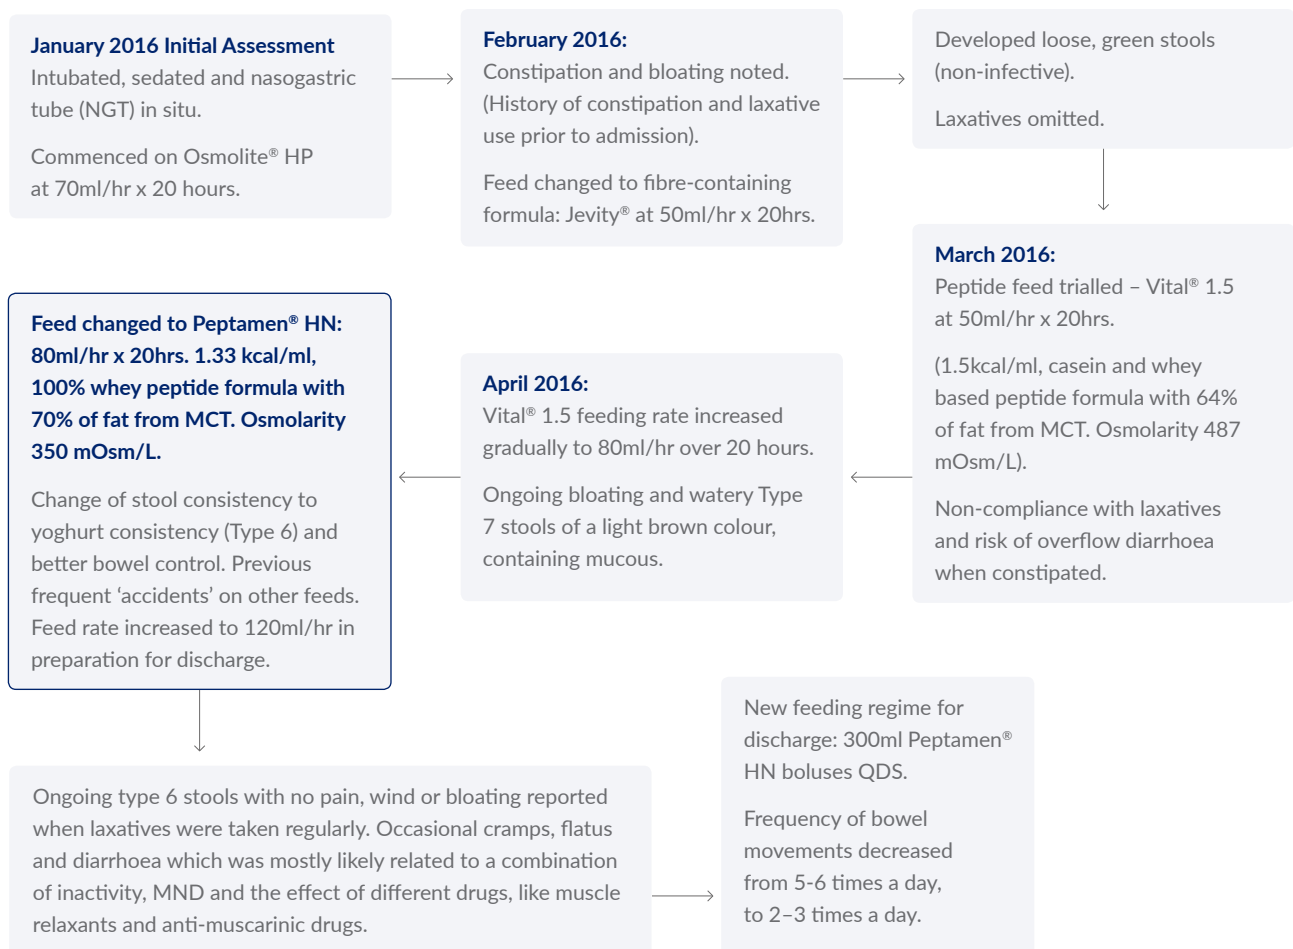 January 2016 Initial Assessment
Intubated, sedated and nasogastric
tube (NGT) in situ.
Commenced on Osmolite® HP
at 70ml/hr x 20 hours.
February 2016:
Constipation and bloating noted.
(History of constipation and laxative
use prior to admission).
Feed changed to fibre-containing
formula: Jevity® at 50ml/hr x 20hrs.
Developed loose, green stools
(non-infective).
Laxatives omitted.
March 2016:
Peptide feed trialled – Vital® 1.5
at 50ml/hr x 20hrs.
(1.5kcal/ml, casein and whey
based peptide formula with 64%
of fat from MCT. Osmolarity 487
mOsm/L).
Non-compliance with laxatives
and risk of overflow diarrhoea
when constipated.
April 2016:
Vital® 1.5 feeding rate increased
gradually to 80ml/hr over 20 hours.
Ongoing bloating and watery Type
7 stools of a light brown colour,
containing mucous.
Feed changed to Peptamen® HN:
80ml/hr x 20hrs. 1.33 kcal/ml,
100% whey peptide formula with
70% of fat from MCT. Osmolarity
350 mOsm/L.
Change of stool consistency to
yoghurt consistency (Type 6) and
better bowel control. Previous
frequent ‘accidents’ on other feeds.
Feed rate increased to 120ml/hr in
preparation for discharge.
Ongoing type 6 stools with no pain, wind or bloating reported
when laxatives were taken regularly. Occasional cramps, flatus
and diarrhoea which was mostly likely related to a combination
of inactivity, MND and the effect of different drugs, like muscle
relaxants and anti-muscarinic drugs.
New feeding regime for
discharge: 300ml Peptamen®
HN boluses QDS.
Frequency of bowel
movements decreased
from 5-6 times a day,
to 2–3 times a day.